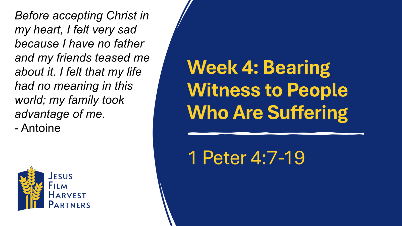 Before accepting Christ in
my heart, I felt very sad
because I have no father
and my friends teased me
about it. I felt that my life
had no meaning in this
world; my family took
advantage of me.
- Antoine
JESUS
FILM
HARVEST
PARTNERS
Week 4: Bearing
Witness to People
Who Are Suffering
1 Peter 4:7-19